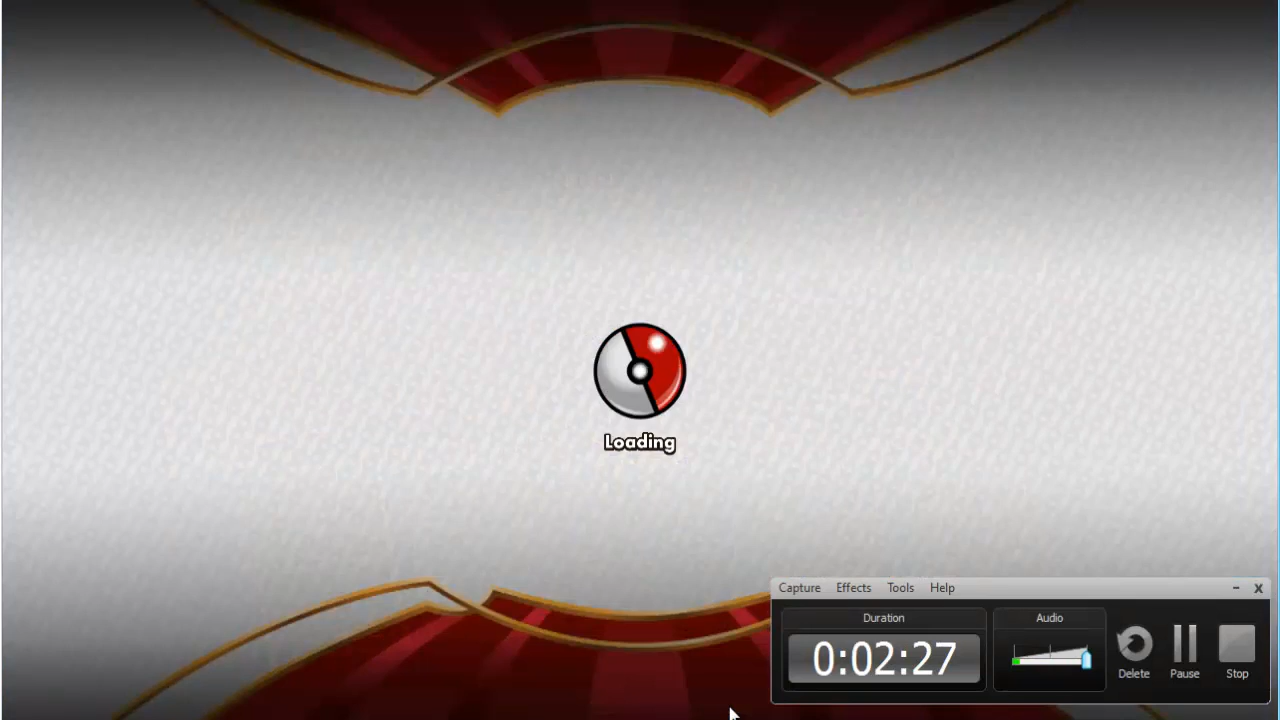 Loading
Capture Effects Tools Help
Duration
Audio
0:02:27
Delete Pause Stop